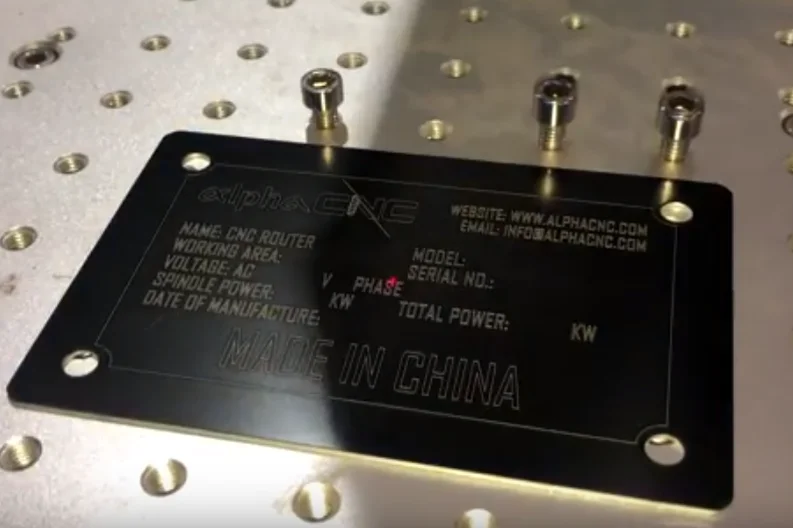 alphaCNC
WEBSITE: WWW.ALPHACNC.COM
EMAIL: INFO@ALPHACNC.COM
NAME: CNC ROUTER
WORKING AREA:
MODEL:
VOLTAGE: AC V PHASE
SERIAL NO.:
SPINDLE POWER: KW
TOTAL POWER: KW
DATE OF MANUFACTURE:
MADE IN CHINA